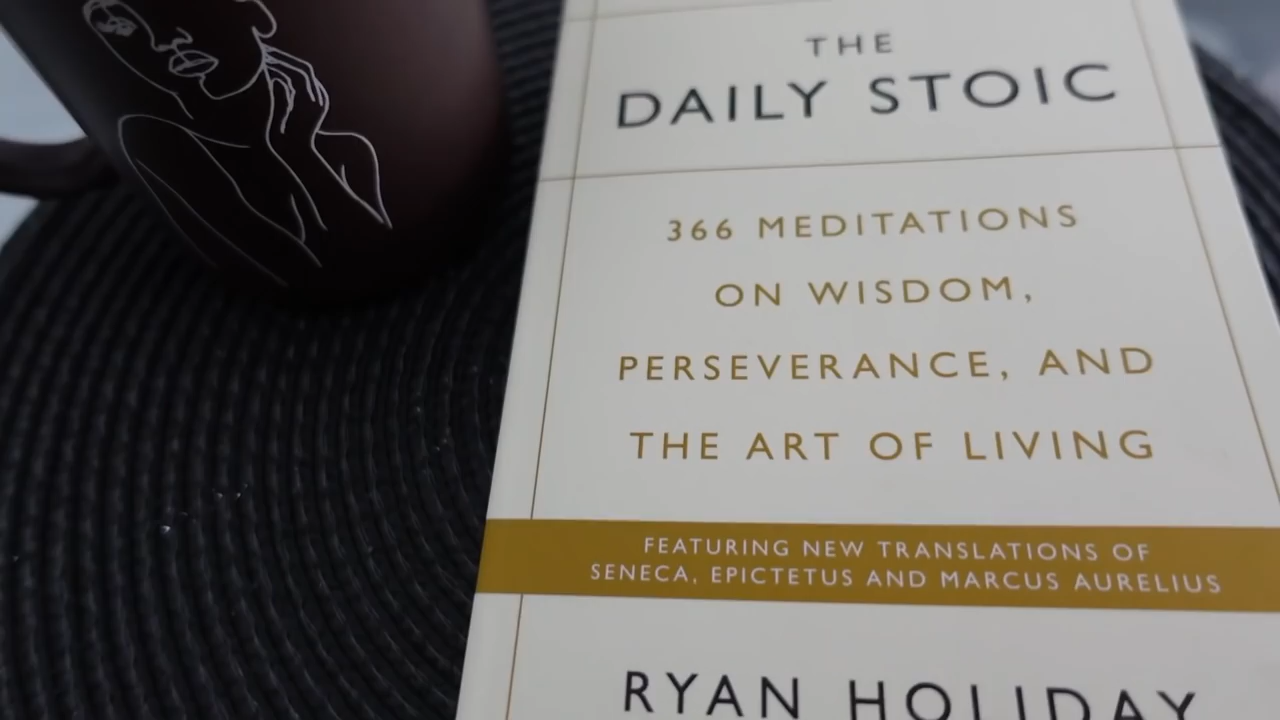 THE
DAILY STOIC
366 MEDITATIONS
ON WISDOM,
PERSEVERANCE, AND
THE ART OF LIVING
FEATURING NEW TRANSLATIONS OF
SENECA, EPICTETUS AND MARCUS AURELIUS
RYAN HOLIDAY